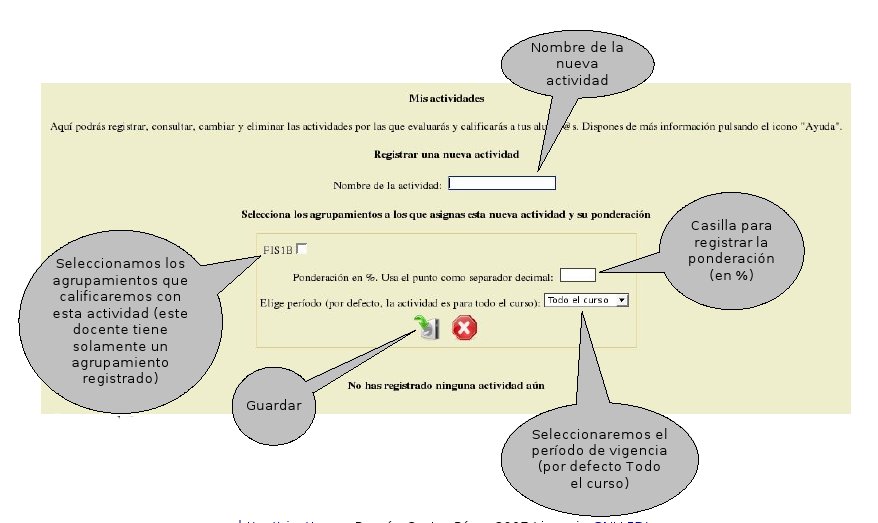 Nombre de la
nueva
actividad
Mis actividades
Aquí podrás registrar, consultar, cambiar y eliminar las actividades por las que evaluarás y calificarás a tus @s. Dispones de más información pulsando el icono "Ayuda".
Registrar una nueva actividad
Nombre de la actividad:
Selecciona los agrupamientos a los que asignas esta nueva actividad y su ponderación
Casilla para
registrar la
ponderación
(en %)
FIS1B
Seleccionamos los
agrupamientos que
calificaremos con
esta actividad (este
docente tiene
solamente un
agrupamiento
registrado)
Ponderación en %. Usa el punto como separador decimal:
Elige período (por defecto, la actividad es para todo el curso): Todo el curso
No has registrado ninguna actividad aún
Guardar
Seleccionaremos el
período de vigencia
(por defecto Todo
el curso)